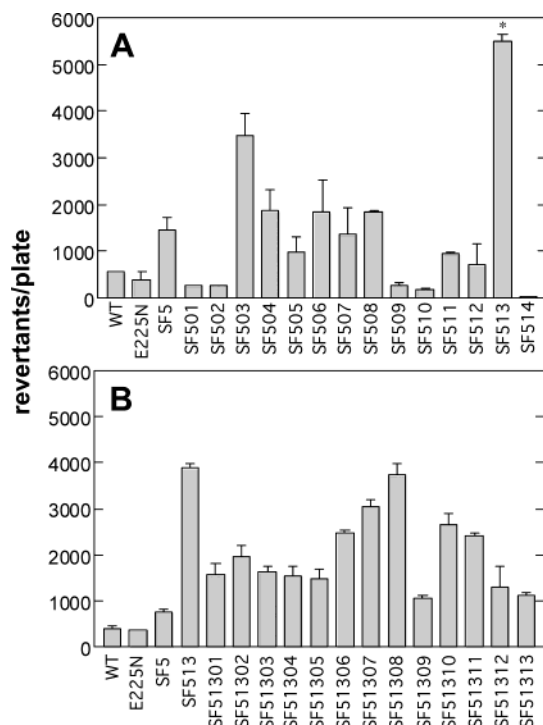 revertants/plate
A
*
6000
5000
4000
3000
2000
1000
0
WT
E225N
SF5
SF501
SF502
SF503
SF504
SF505
SF506
SF507
SF508
SF509
SF510
SF511
SF512
SF513
SF514
B
6000
5000
4000
3000
2000
1000
0
WT
E225N
SF5
SF513
SF51301
SF51302
SF51303
SF51304
SF51305
SF51306
SF51307
SF51308
SF51309
SF51310
SF51311
SF51312
SF51313